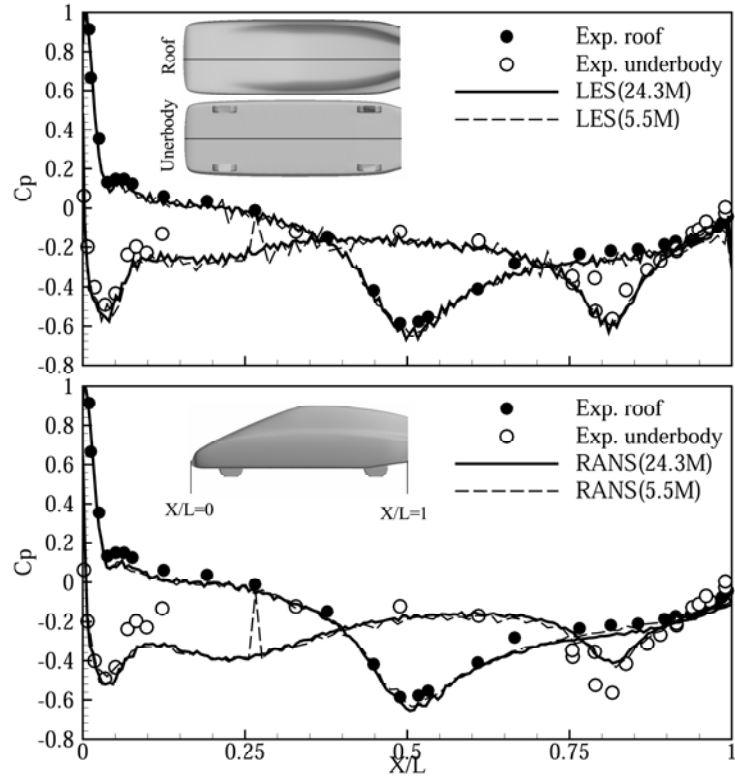 1
0.8
0.6
0.4
0.2
0
-0.2
-0.4
-0.6
-0.8
Cp
Roof
Unerbody
Exp. roof
Exp. underbody
LES(24.3M)
LES(5.5M)
1
0.8
0.6
0.4
0.2
0
-0.2
-0.4
-0.6
-0.8
Cp
X/L=0
X/L=1
Exp. roof
Exp. underbody
RANS(24.3M)
RANS(5.5M)
0
0.25
0.5
0.75
1
X/L